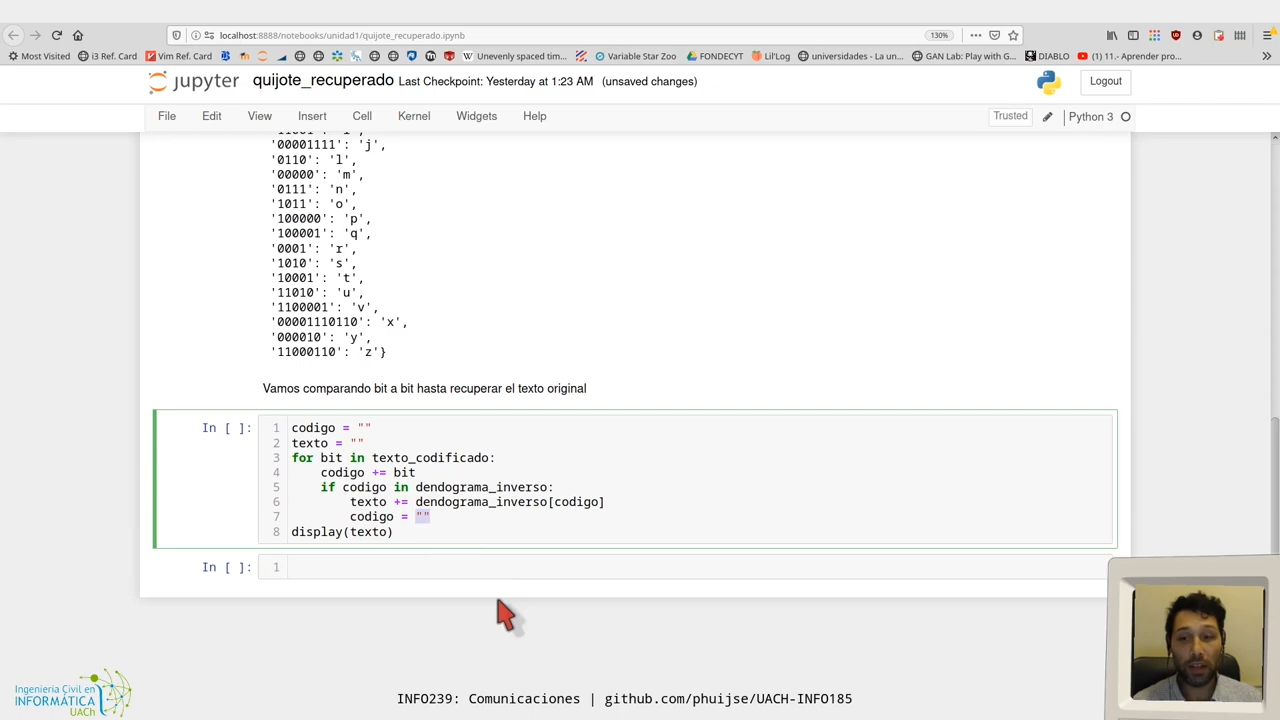 localhost:8888/notebooks/unidad1/quijote_recuperado.ipynb
130%
Most Visited
i3 Ref. Card
Vim Ref. Card
Unevenly spaced tim...
Variable Star Zoo
FONDECYT
Lil'Log
universidades - La un...
GAN Lab: Play with G...
DIABLO
(1) 11.- Aprender pro...
jupyter quijote_recuperado Last Checkpoint: Yesterday at 1:23 AM (unsaved changes)
Logout
File Edit View Insert Cell Kernel Widgets Help
Trusted
Python 3
'00001111': 'j',
'0110': 'l',
'00000': 'm',
'0111': 'n',
'1011': 'o',
'100000': 'p',
'100001': 'q',
'0001': 'r',
'1010': 's',
'10001': 't',
'11010': 'u',
'1100001': 'v',
'00001110110': 'x',
'000010': 'y',
'11000110': 'z'}
Vamos comparando bit a bit hasta recuperar el texto original
In [ ]:
1 codigo = ""
2 texto = ""
3 for bit in texto_codificado:
4 codigo += bit
5 if codigo in dendograma_inverso:
6 texto += dendograma_inverso[codigo]
7 codigo = ""
8 display(texto)
In [ ]: 1
Ingeniería Civil en
INFORMÁTICA
UACh
INFO239: Comunicaciones | github.com/phuijse/UACH-INFO185